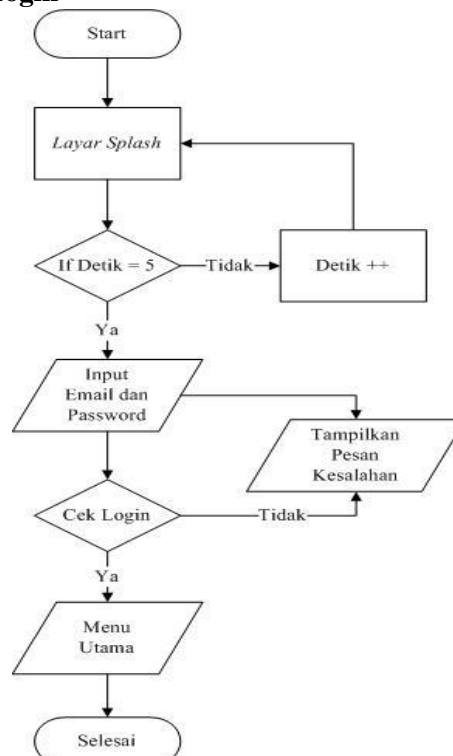 login
Start
Layar Splash
If Detik = 5
Tidak
Detik ++
Ya
Input
Email dan
Password
Tampilkan
Pesan
Kesalahan
Cek Login
Tidak
Ya
Menu
Utama
Selesai